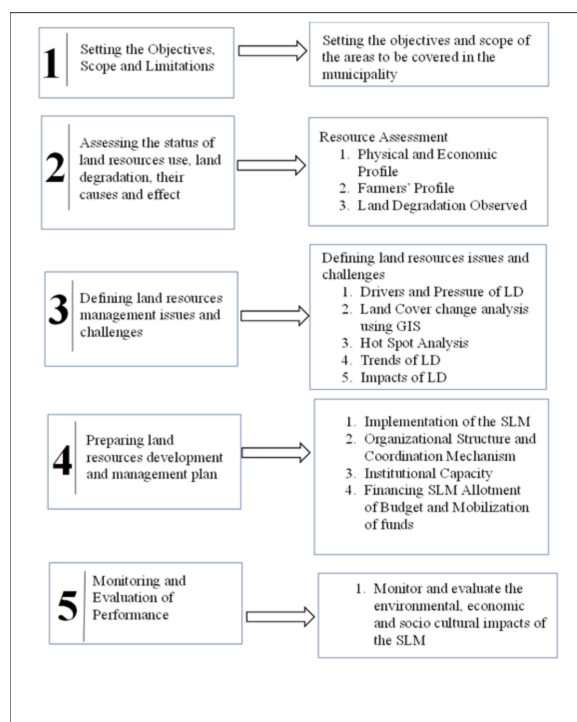 1
Setting the Objectives,
Scope and Limitations
Setting the objectives and scope of
the areas to be covered in the
municipality
2
Assessing the status of
land resources use, land
degradation, their
causes and effect
Resource Assessment
1. Physical and Economic
Profile
2. Farmers' Profile
3. Land Degradation Observed
3
Defining land resources
management issues and
challenges
Defining land resources issues and
challenges
1. Drivers and Pressure of LD
2. Land Cover change analysis
using GIS
3. Hot Spot Analysis
4. Trends of LD
5. Impacts of LD
4
Preparing land
resources development
and management plan
1. Implementation of the SLM
2. Organizational Structure and
Coordination Mechanism
3. Institutional Capacity
4. Financing SLM Allotment
of Budget and Mobilization
of funds
5
Monitoring and
Evaluation of
Performance
1. Monitor and evaluate the
environmental, economic
and socio cultural impacts of
the SLM